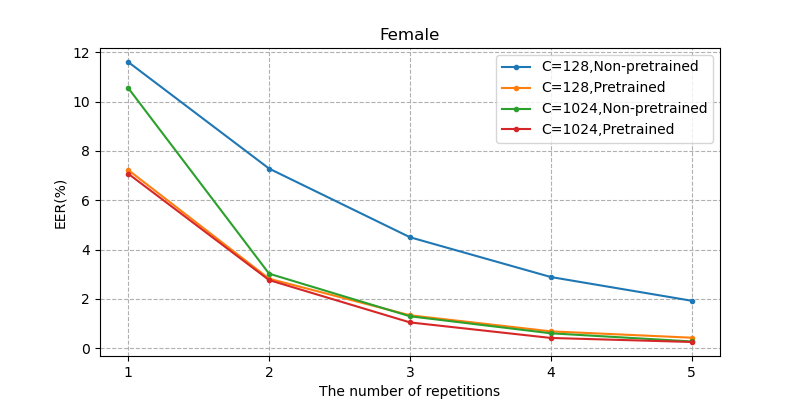 Female
EER(%)
12
10
8
6
4
2
0
C=128,Non-pretrained
C=128,Pretrained
C=1024,Non-pretrained
C=1024,Pretrained
1 2 3 4 5
The number of repetitions